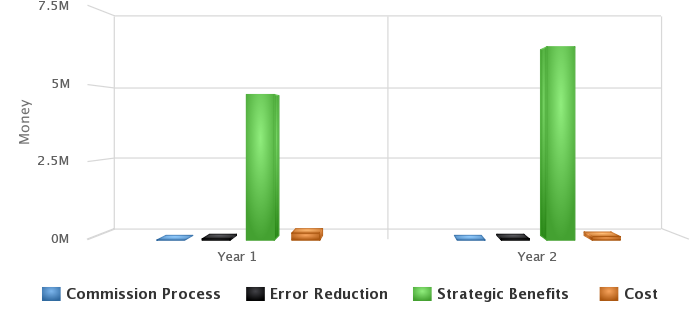 7.5M
5M
2.5M
0M
Money
Year 1
Year 2
Commission Process
Error Reduction
Strategic Benefits
Cost